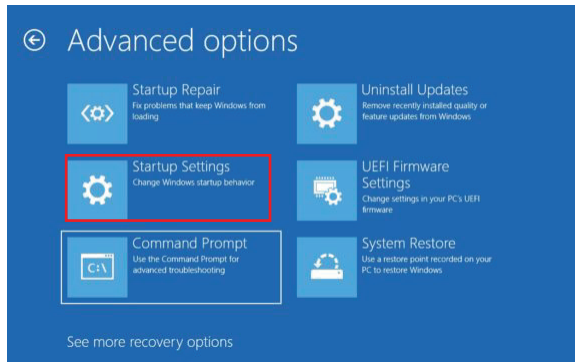 Advanced options
Startup Repair
Fix problems that keep Windows from
loading
Uninstall Updates
Remove recently installed quality or
feature updates from Windows
Startup Settings
Change Windows startup behavior
UEFI Firmware
Settings
Change settings in your PC's UEFI
firmware
C:\
Command Prompt
Use the Command Prompt for
advanced troubleshooting
System Restore
Use a restore point recorded on your
PC to restore Windows
See more recovery options